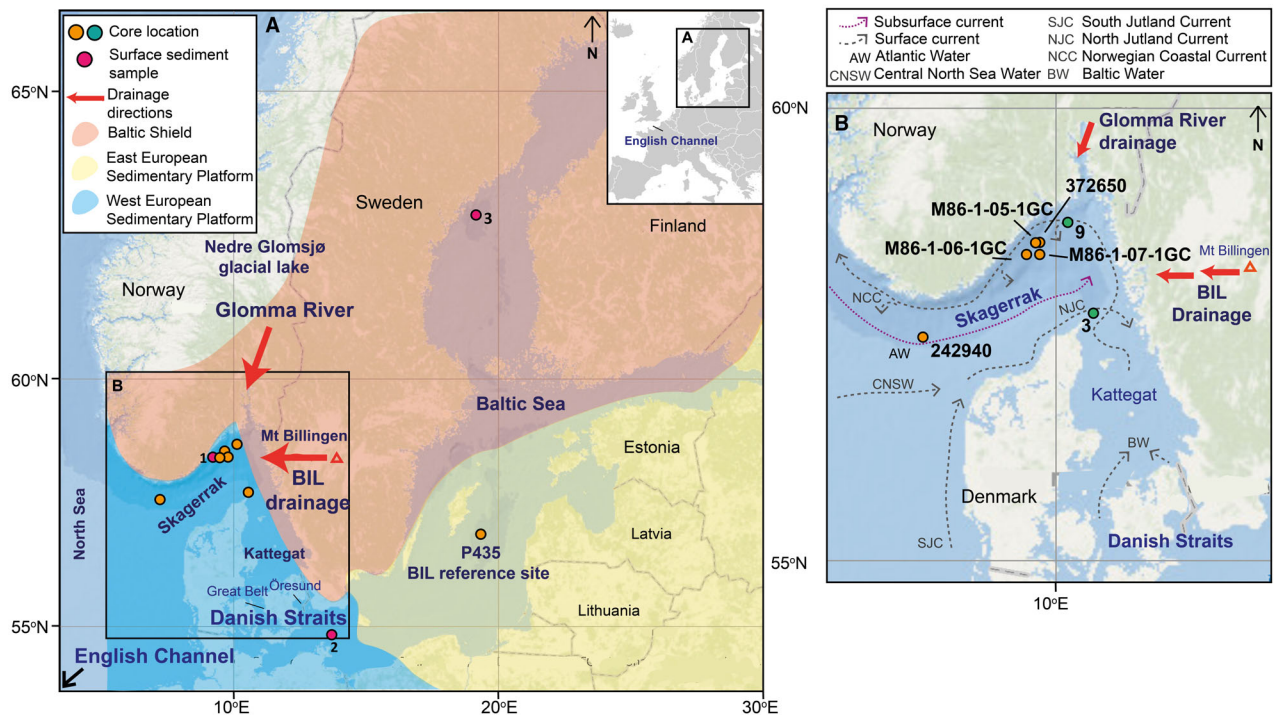 Core location
Surface sediment
sample
Drainage
directions
Baltic Shield
East European
Sedimentary Platform
West European
Sedimentary Platform
A
N
A
English Channel
65°N
60°N
55°N
Sweden
3
Finland
Nedre Glomsjø
glacial lake
Norway
Glomma River
B
Baltic Sea
Mt Billingen
1
BIL
drainage
Estonia
Skagerrak
North Sea
Latvia
P435
BIL reference site
Kattegat
Öresund
Great Belt
Danish Straits
Lithuania
2
English Channel
10°E
20°E
30°E
Subsurface current
Surface current
AW Atlantic Water
CNSW Central North Sea Water
SJC South Jutland Current
NJC North Jutland Current
NCC Norwegian Coastal Current
BW Baltic Water
60°N
B
N
Norway
Glomma River
drainage
372650
M86-1-05-1GC
9
M86-1-06-1GC
M86-1-07-1GC
Mt Billingen
BIL
Drainage
NCC
Skagerrak
NJC
3
AW
242940
CNSW
Kattegat
BW
Denmark
SJC
Danish Straits
55°N
10°E